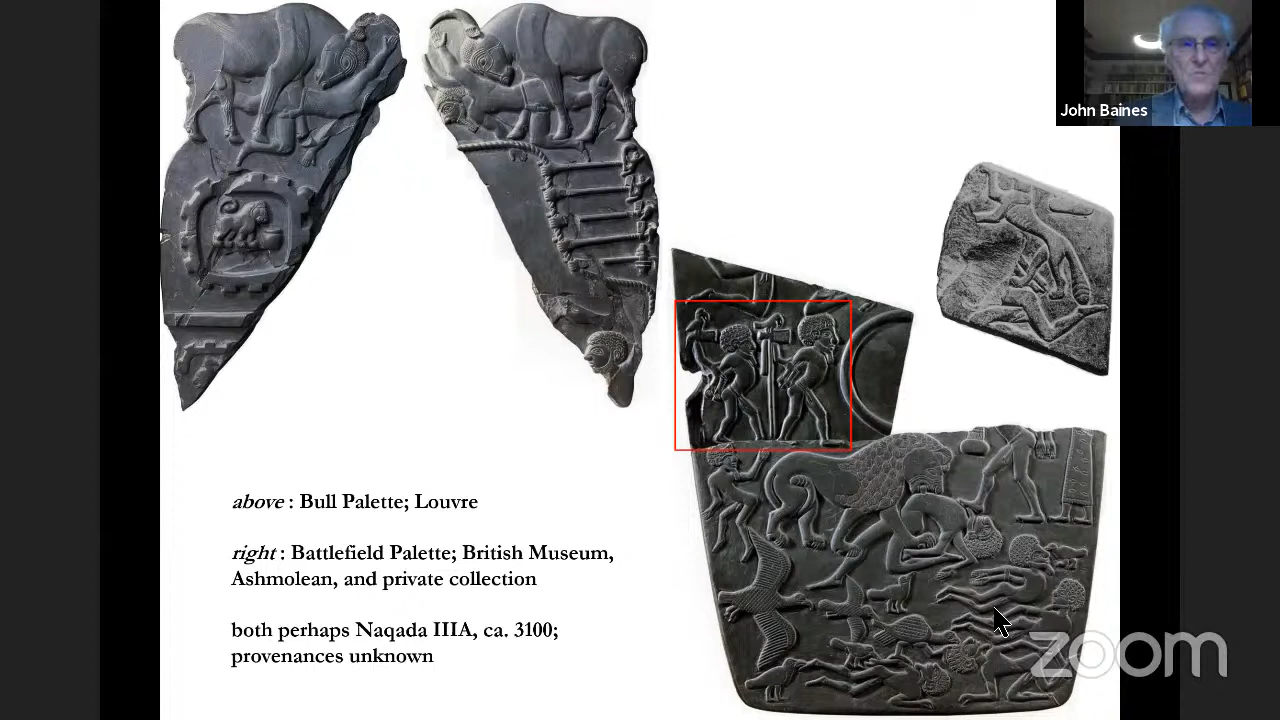 John Baines
above : Bull Palette; Louvre
right : Battlefield Palette; British Museum,
Ashmolean, and private collection
both perhaps Naqada IIIA, ca. 3100;
provenances unknown
zoom